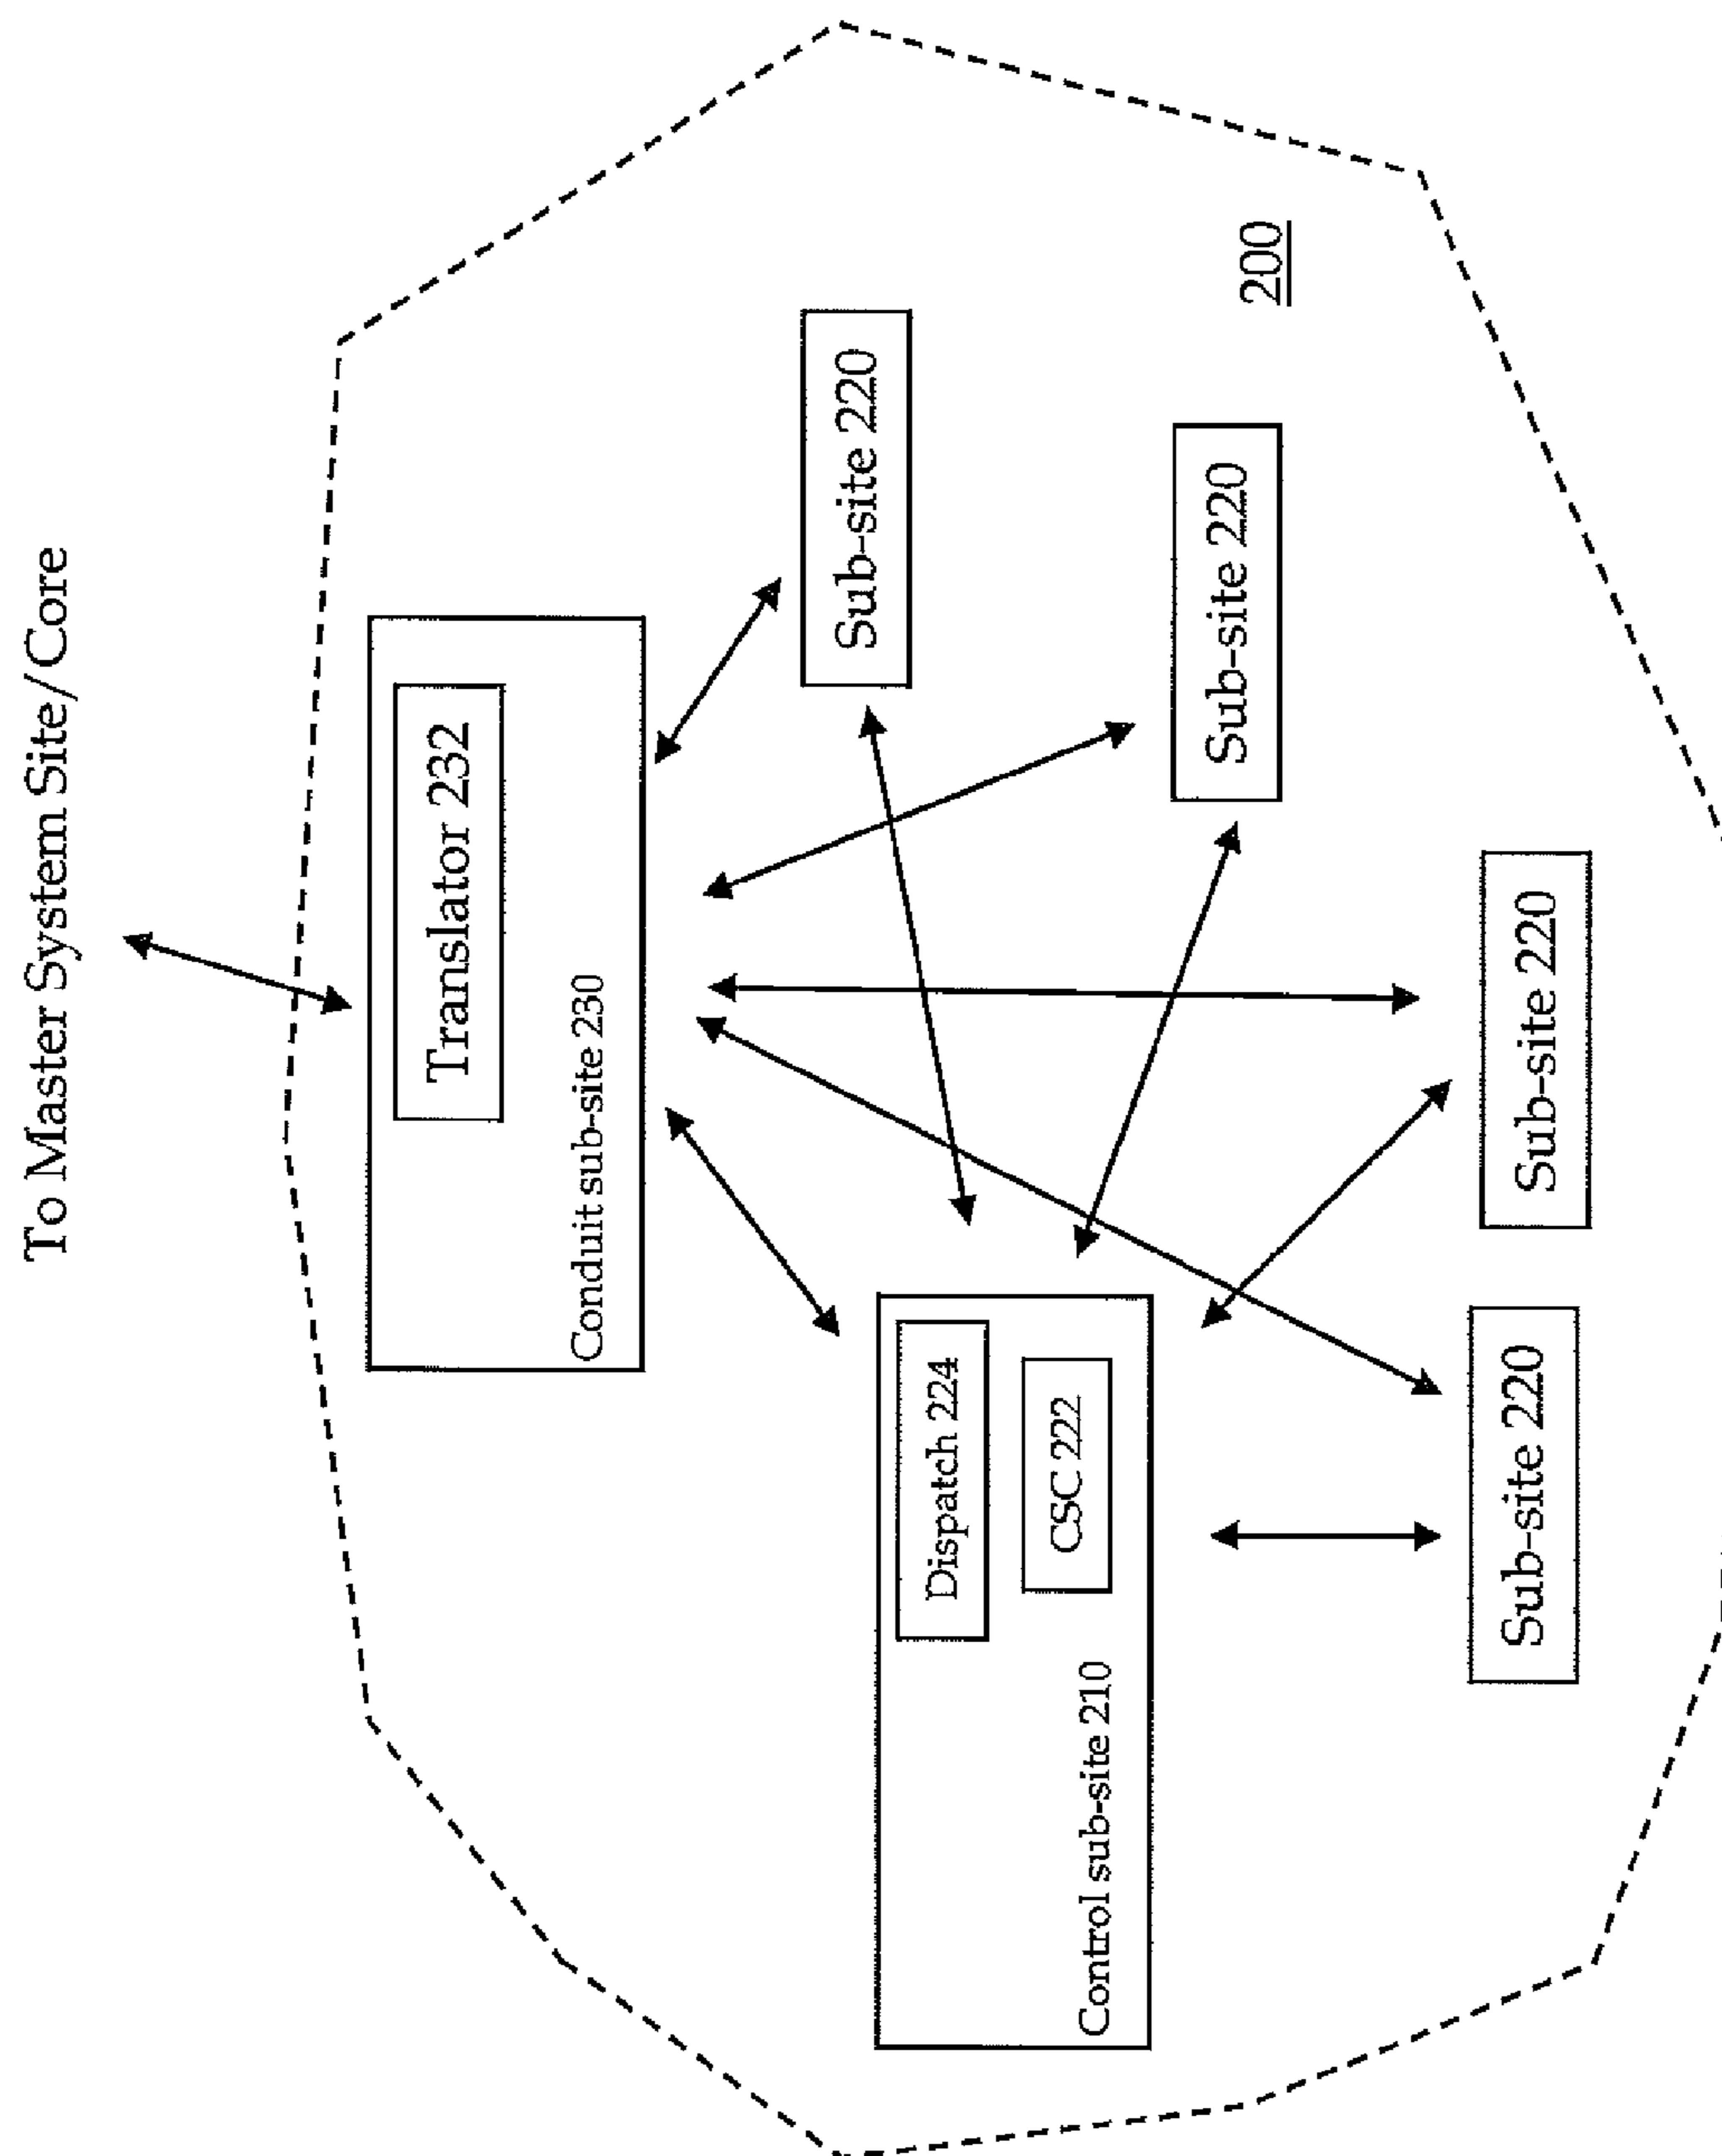 To Master System Site/Core
Translator 232
Conduit sub-site 230
Dispatch 224
CSC 222
Control sub-site 210
Sub-site 220
Sub-site 220
Sub-site 220
Sub-site 220
200